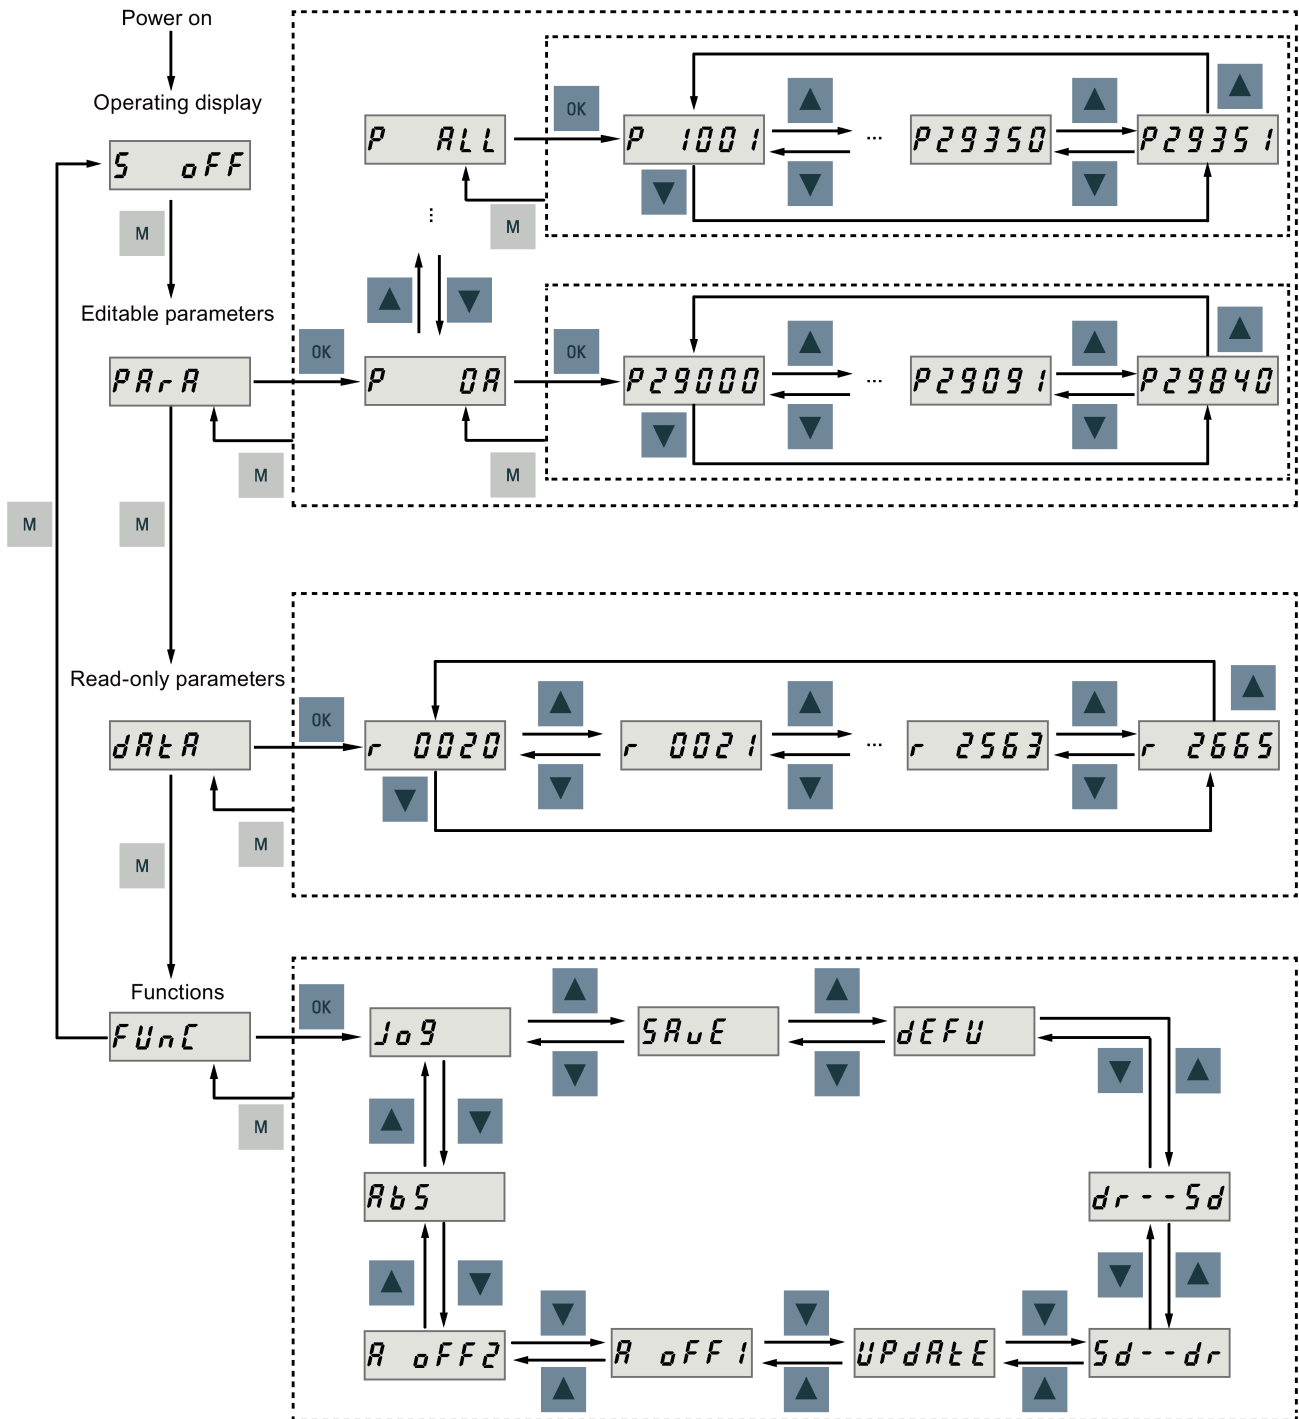 Power on
Operating display
S oFF
M
Editable parameters
PArA
M
M
OK
M
P ALL
OK
M
P 1001
...
P29350
P29351
...
P 0A
OK
M
P29000
...
P29091
P29840
Read-only parameters
dAtA
OK
M
M
r 0020
r 0021
...
r 2563
r 2665
Functions
FUnC
OK
M
Jog
SAvE
dEFU
AbS
dr--Sd
A oFF2
A oFF1
UPdAtE
Sd--dr